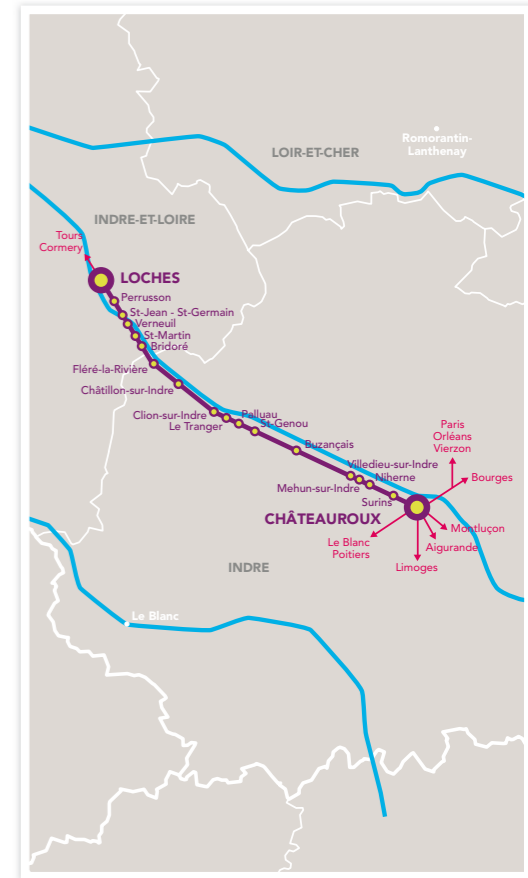 Romorantin-
Lanthenay
LOIR-ET-CHER
INDRE-ET-LOIRE
Tours
Cormery
LOCHES
Perrusson
St-Jean - St-Germain
Verneuil
St-Martin
Bridoré
Fléré-la-Rivière
Châtillon-sur-Indre
Clion-sur-Indre
Palluau
Le Tranger
St-Genou
Buzançais
Paris
Orléans
Vierzon
Villedieu-sur-Indre
Niherne
Bourges
Mehun-sur-Indre
Surins
CHÂTEAUROUX
Montluçon
Le Blanc
Poitiers
Aigurande
Limoges
INDRE
Le Blanc